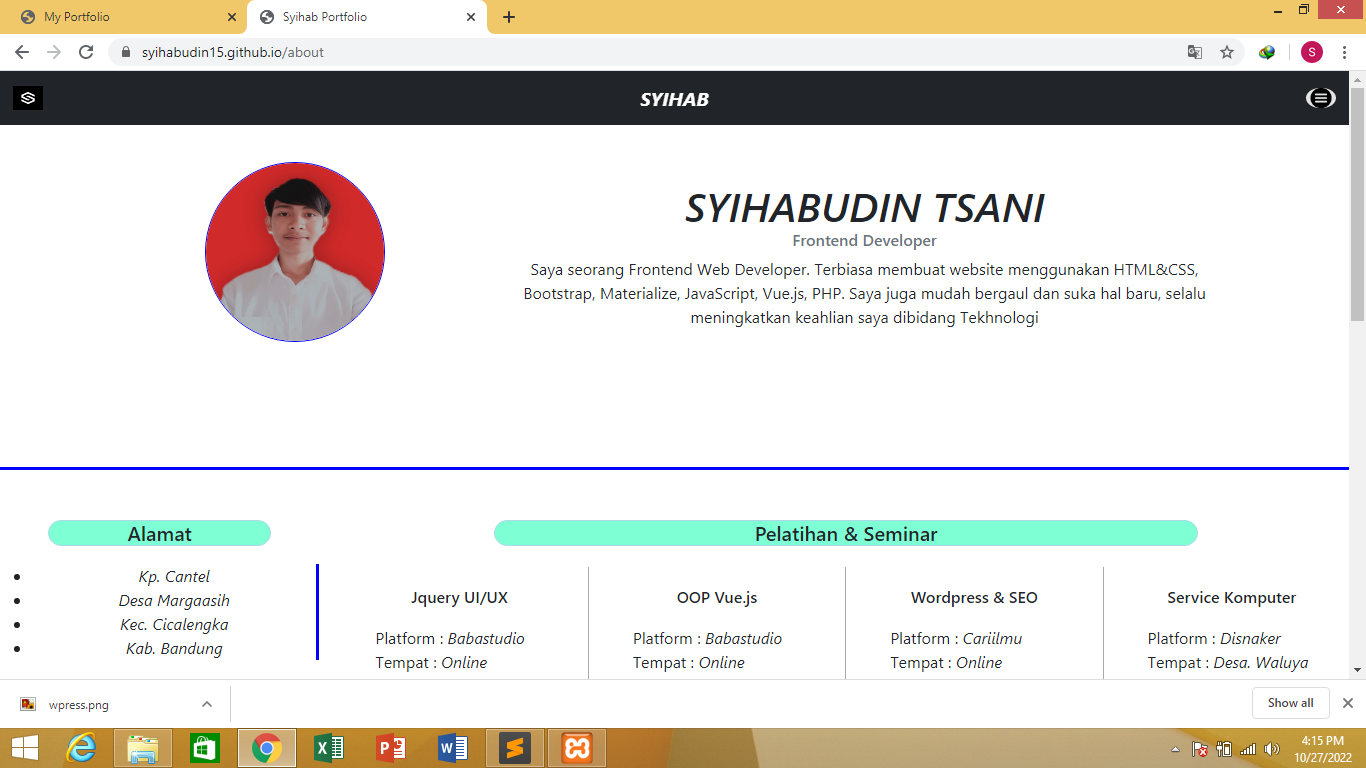 My Portfolio
Syihab Portfolio
syihabudin15.github.io/about
S
SYIHAB
SYIHABUDIN TSANI
Frontend Developer
Saya seorang Frontend Web Developer. Terbiasa membuat website menggunakan HTML&CSS,
Bootstrap, Materialize, JavaScript, Vue.js, PHP. Saya juga mudah bergaul dan suka hal baru, selalu
meningkatkan keahlian saya dibidang Tekhnologi
Alamat
Kp. Cantel
Desa Margaasih
Kec. Cicalengka
Kab. Bandung
Pelatihan & Seminar
Jquery UI/UX
Platform : Babastudio
Tempat : Online
OOP Vue.js
Platform : Babastudio
Tempat : Online
Wordpress & SEO
Platform : Cariilmu
Tempat : Online
Service Komputer
Platform : Disnaker
Tempat : Desa. Waluya
wpress.png
Show all
4:15 PM
10/27/2022